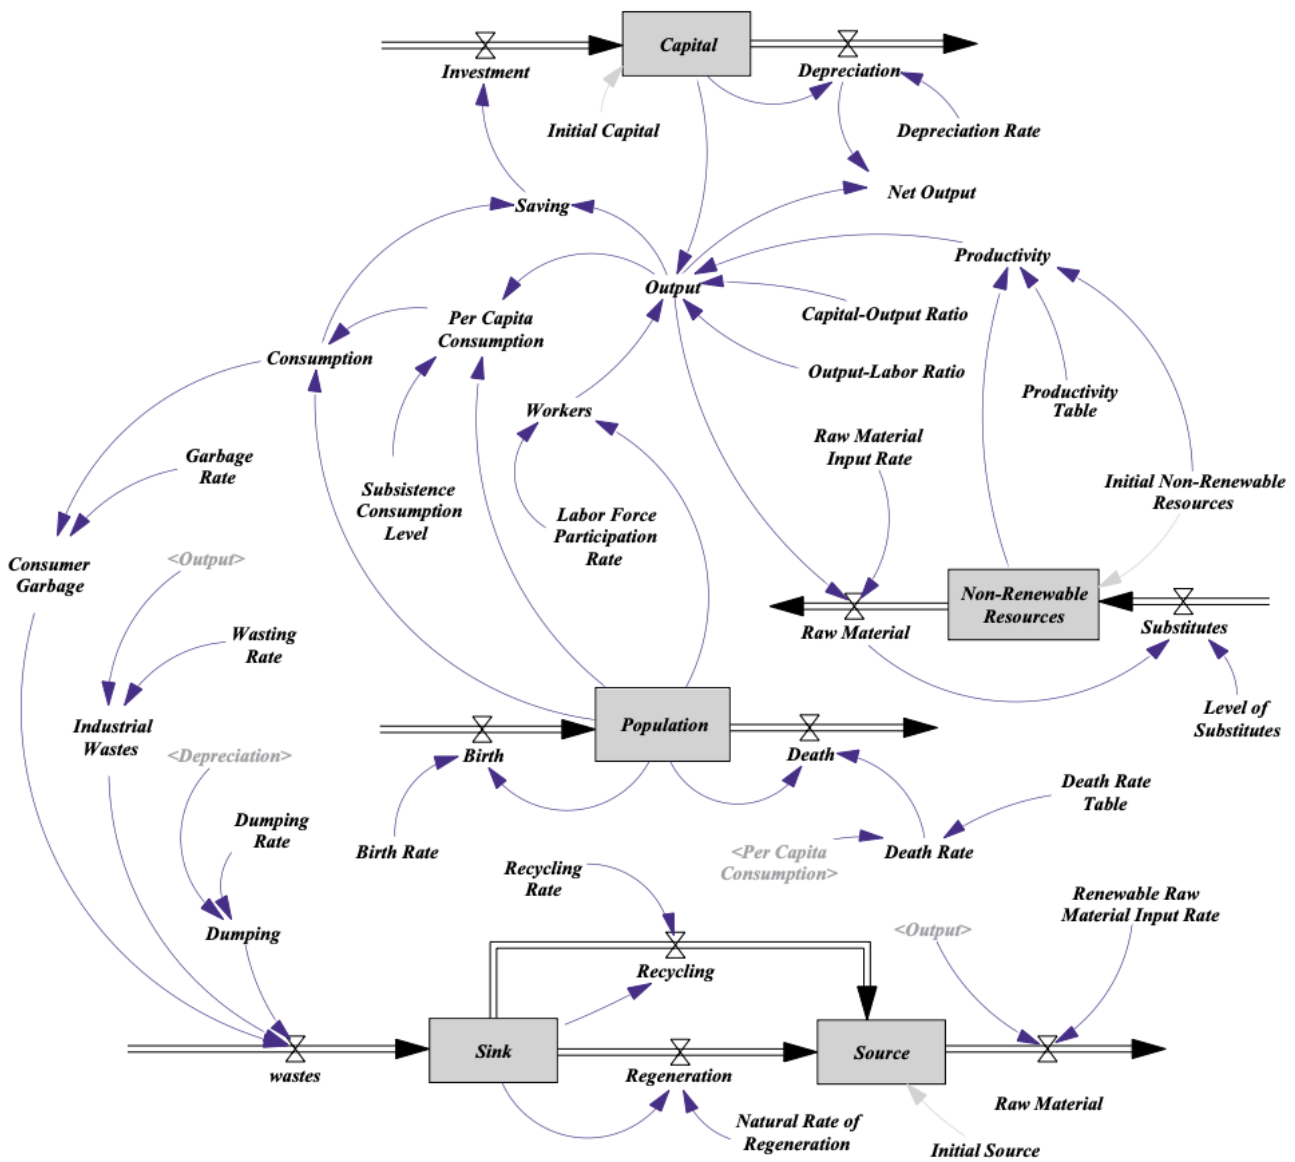 Capital
Investment
Depreciation
Initial Capital
Depreciation Rate
Net Output
Saving
Productivity
Output
Capital-Output Ratio
Per Capita
Consumption
Consumption
Output-Labor Ratio
Productivity
Table
Workers
Raw Material
Input Rate
Garbage
Rate
Subsistence
Consumption
Level
Labor Force
Participation
Rate
Initial Non-Renewable
Resources
Consumer
Garbage
<Output>
Non-Renewable
Resources
Raw Material
Substitutes
Wasting
Rate
Level of
Substitutes
Industrial
Wastes
Population
<Depreciation>
Birth
Death
Death Rate
Table
Dumping
Rate
Birth Rate
<Per Capita
Consumption>
Death Rate
Recycling
Rate
Renewable Raw
Material Input Rate
<Output>
Dumping
Recycling
Sink
Source
wastes
Regeneration
Raw Material
Natural Rate of
Regeneration
Initial Source